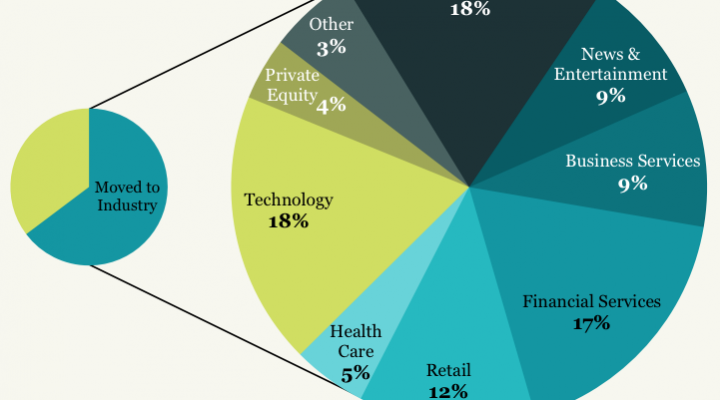 18%
Other
3%
News &
Entertainment
9%
Private
Equity 4%
Business Services
9%
Moved to
Industry
Technology
18%
Financial Services
17%
Health
Care
5%
Retail
12%